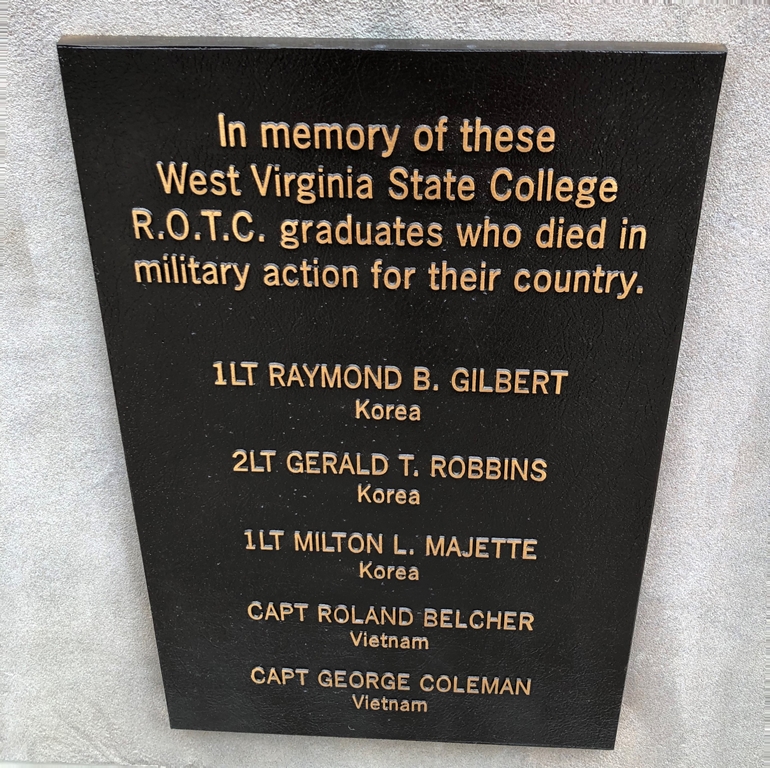 In memory of these
West Virginia State College
R.O.T.C. graduates who died in
military action for their country.
1LT RAYMOND B. GILBERT
Korea
2LT GERALD T. ROBBINS
Korea
1LT MILTON L. MAJETTE
Korea
CAPT ROLAND BELCHER
Vietnam
CAPT GEORGE COLEMAN
Vietnam